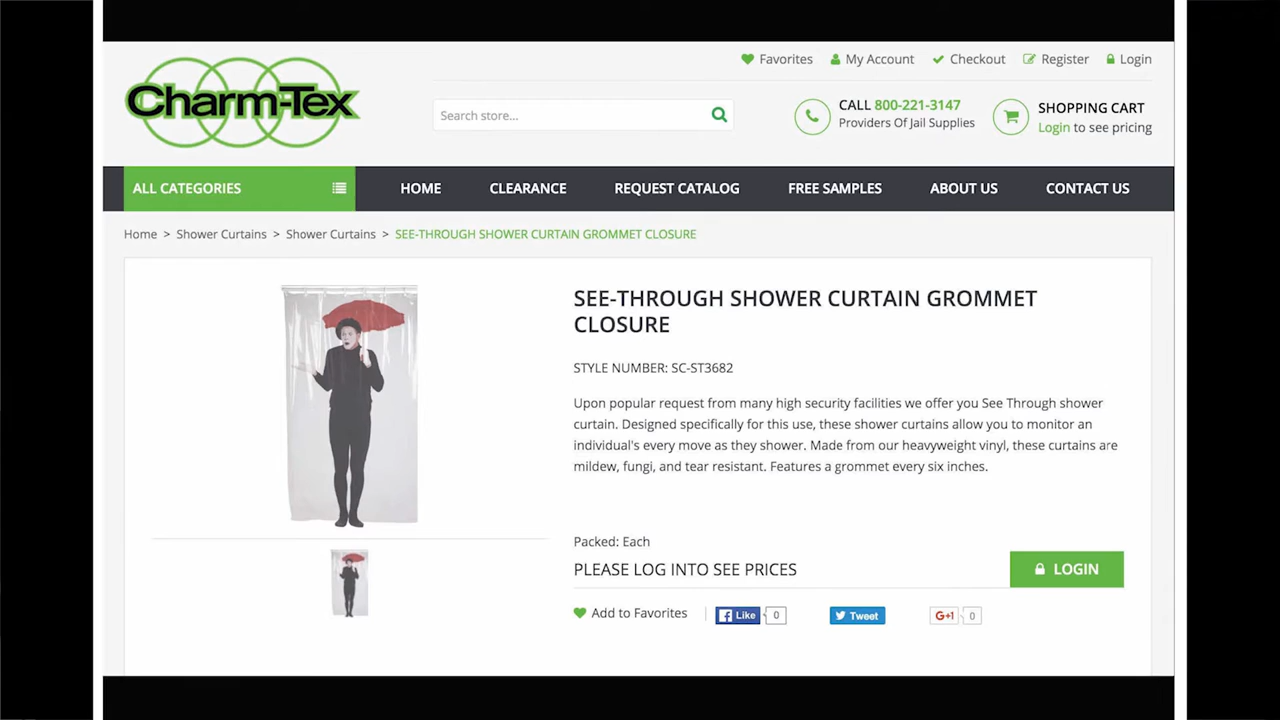 Charm-Tex
Favorites My Account Checkout Register Login
Search store...
CALL 800-221-3147
Providers Of Jail Supplies
SHOPPING CART
Login to see pricing
ALL CATEGORIES
HOME CLEARANCE REQUEST CATALOG FREE SAMPLES ABOUT US CONTACT US
Home > Shower Curtains > Shower Curtains > SEE-THROUGH SHOWER CURTAIN GROMMET CLOSURE
SEE-THROUGH SHOWER CURTAIN GROMMET
CLOSURE
STYLE NUMBER: SC-ST3682
Upon popular request from many high security facilities we offer you See Through shower
curtain. Designed specifically for this use, these shower curtains allow you to monitor an
individual's every move as they shower. Made from our heavyweight vinyl, these curtains are
mildew, fungi, and tear resistant. Features a grommet every six inches.
Packed: Each
PLEASE LOG INTO SEE PRICES
LOGIN
Add to Favorites
Like 0
Tweet
G+1 0